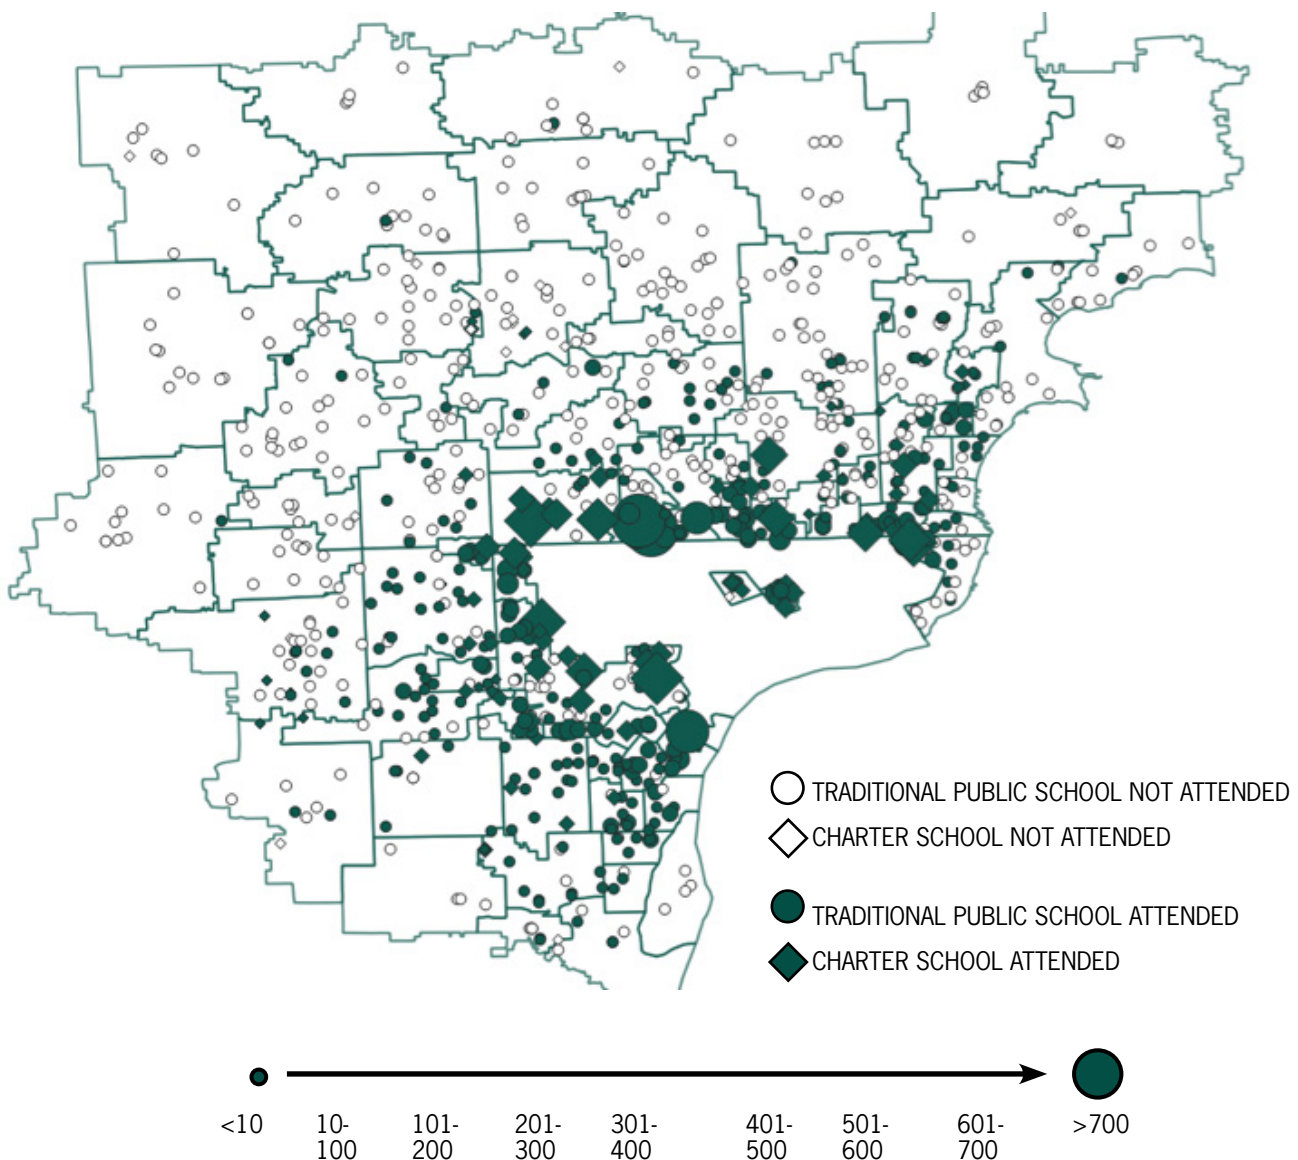 TRADITIONAL PUBLIC SCHOOL NOT ATTENDED
CHARTER SCHOOL NOT ATTENDED
TRADITIONAL PUBLIC SCHOOL ATTENDED
CHARTER SCHOOL ATTENDED
<10 10- 101- 201- 301- 401- 501- 601- >700
100 200 300 400 500 600 700